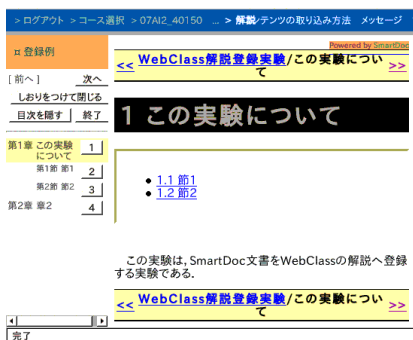 >ログアウト >コース選択 >07AI2_40150 ... > 解説/テンツの取り込み方法 メッセージ
¤ 登録例
[前へ] 次へ
しおりをつけて閉じる
目次を隠す 終了
第1章 この実験について 1
第1節 節1 2
第2節 節2 3
第2章 章2 4
Powered by SmartDoc
<< WebClass解説登録実験/この実験につい >>
て
1 この実験について
1.1 節1
1.2 節2
この実験は，SmartDoc文書をWebClassの解説へ登録
する実験である．
<< WebClass解説登録実験/この実験につい >>
て
完了